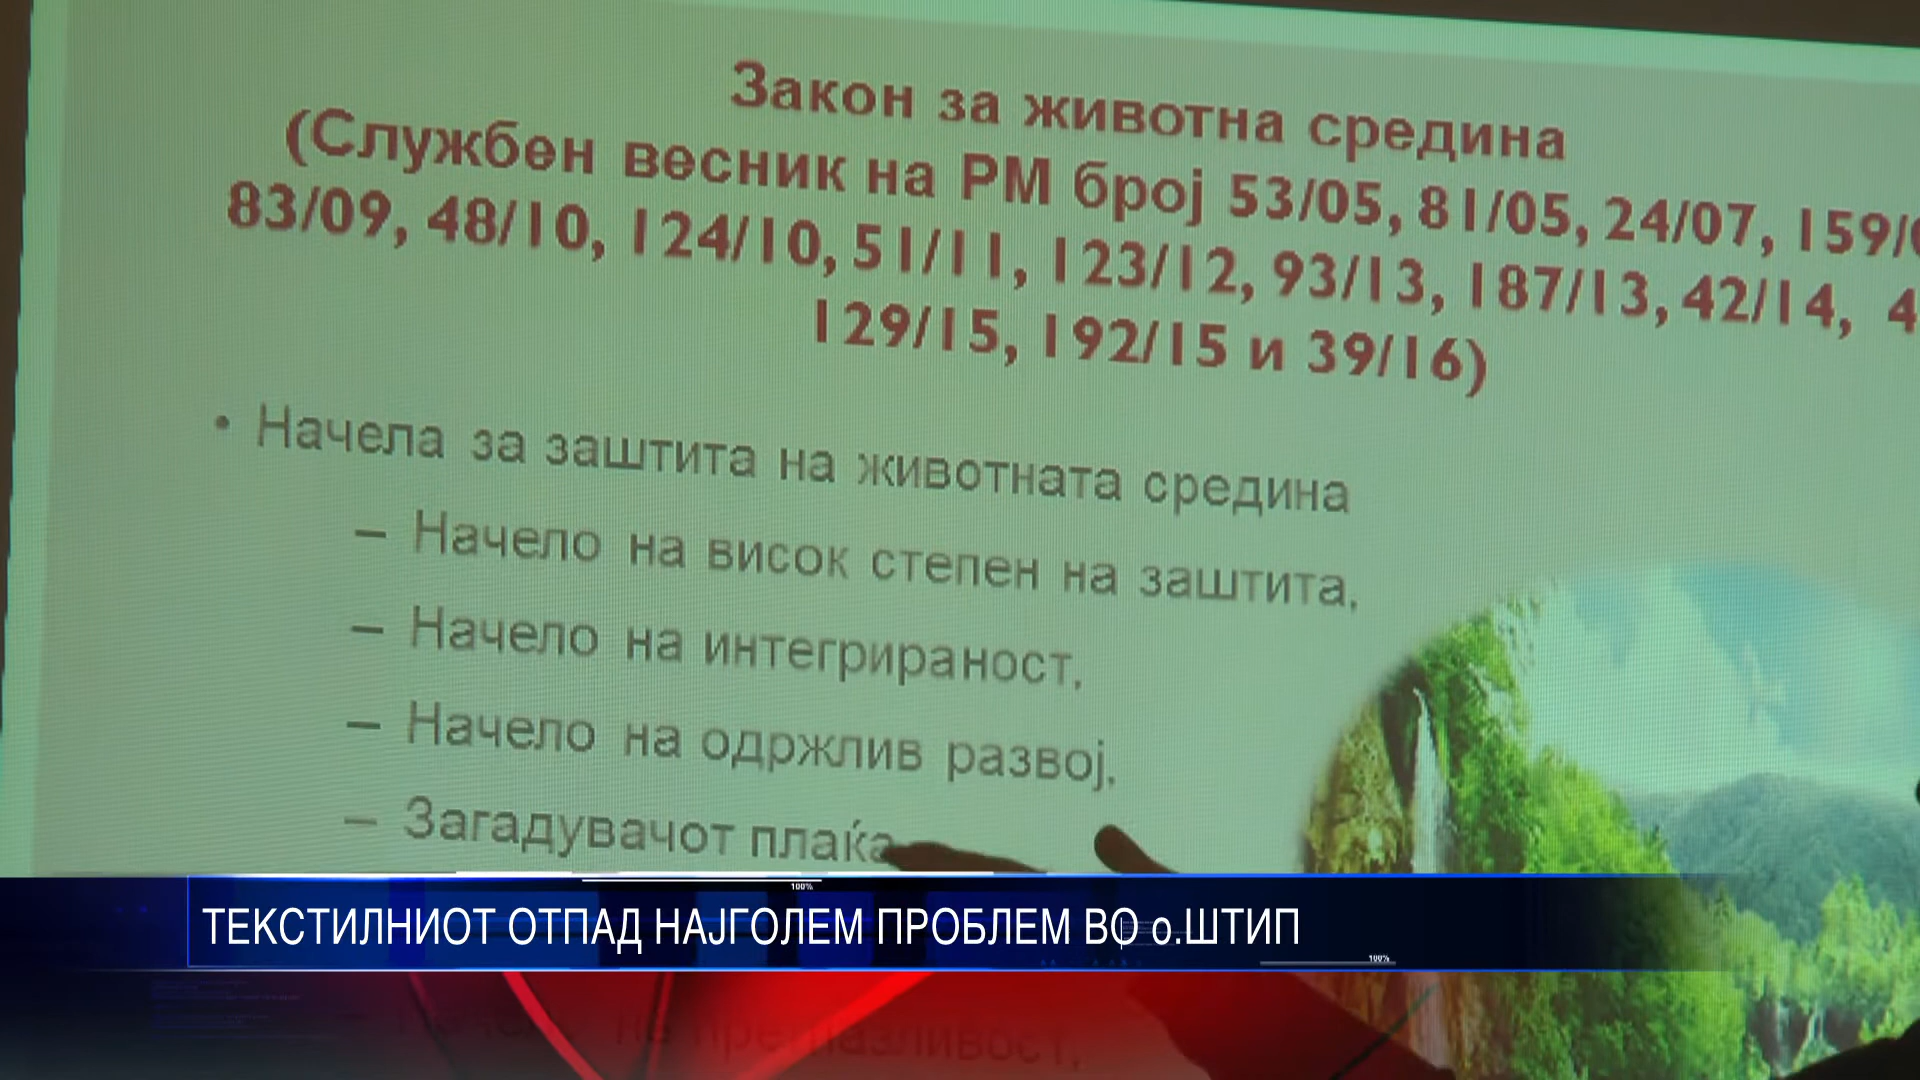 Закон за животна средина
(Службен весник на РМ број 53/05, 81/05, 24/07,
83/09, 48/10, 124/10, 51/11, 123/12, 93/13, 187/13, 42/14,
129/15, 192/15 и 39/16)
• Начела за заштита на животната средина
– Начело на висок степен на заштита,
– Начело на интегрираност,
– Начело на одржлив развој,
– Загадувачот плаќа
100%
ТЕКСТИЛНИОТ ОТПАД НАЈГОЛЕМ ПРОБЛЕМ ВО о.ШТИП
100%